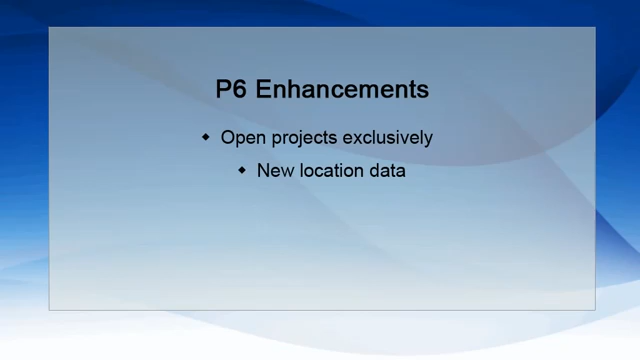 P6 Enhancements
◆ Open projects exclusively
◆ New location data